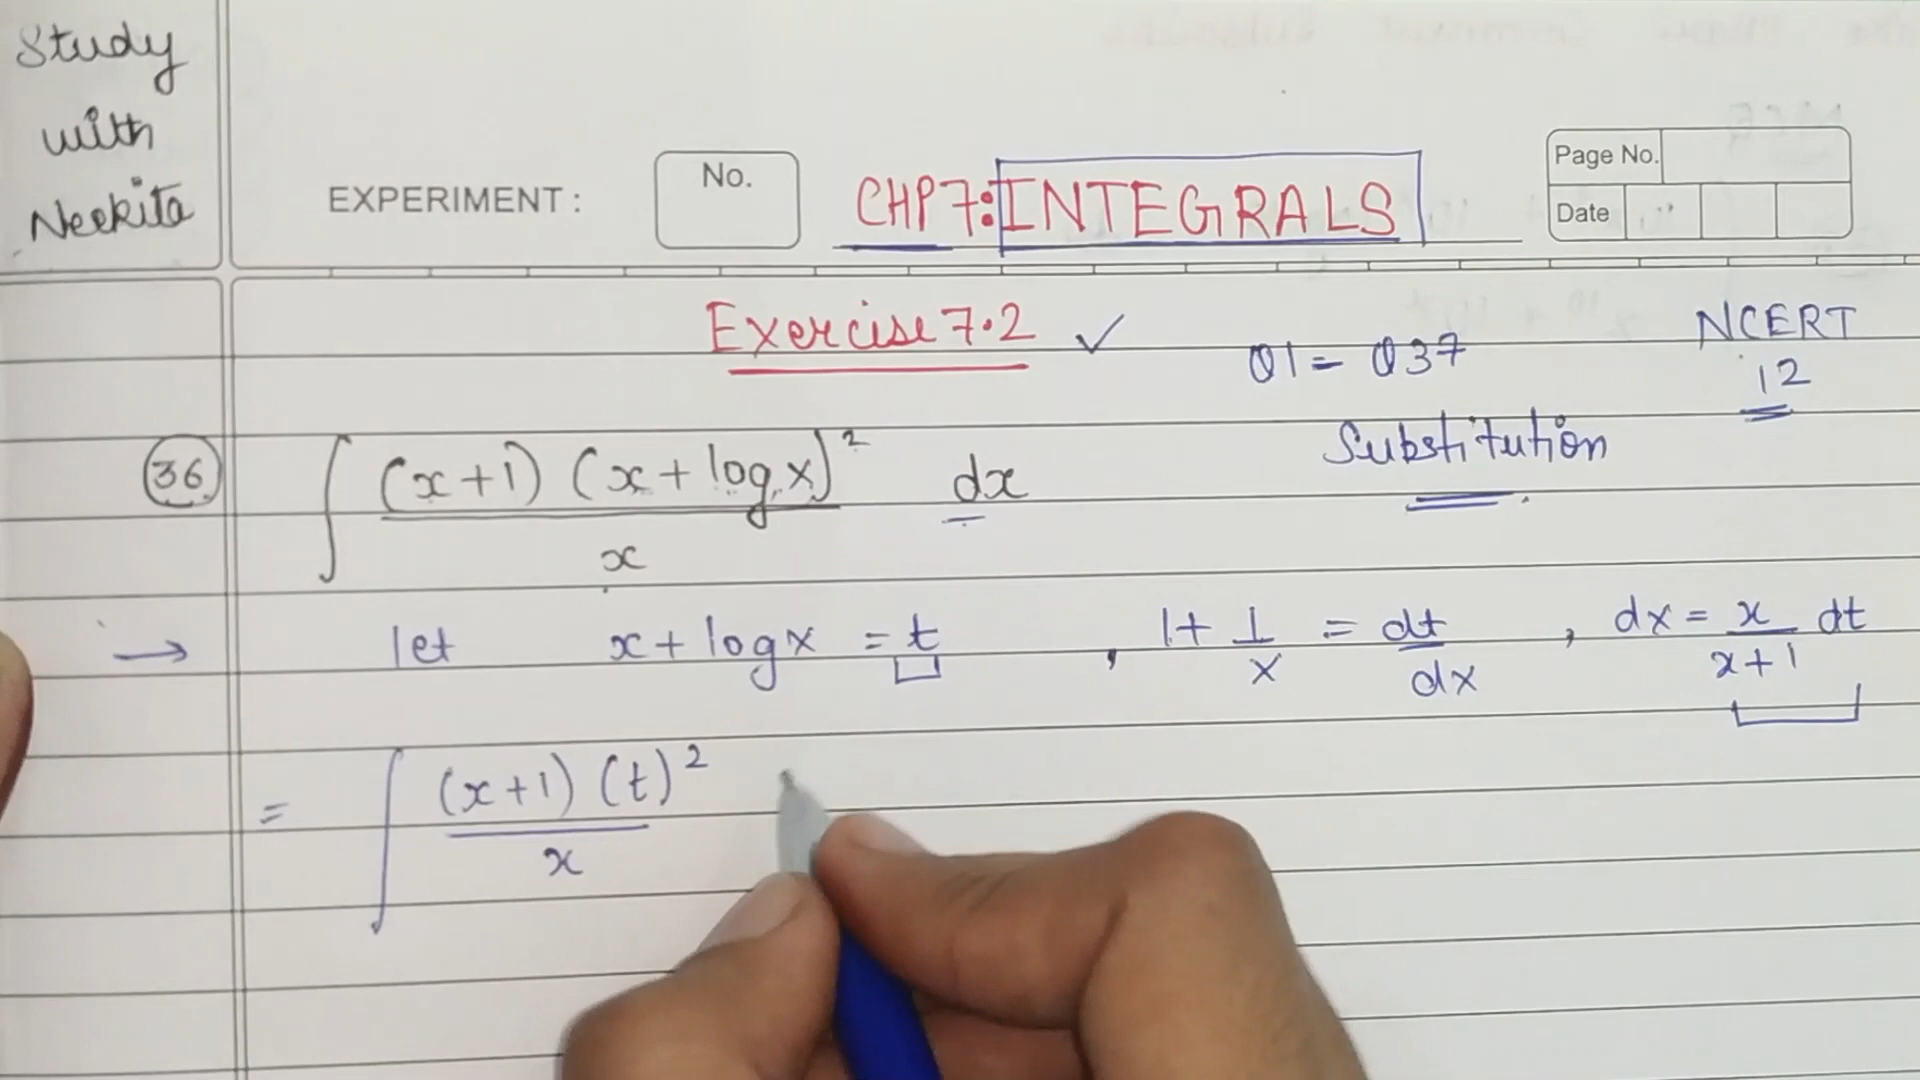 Study
with
Neekita
EXPERIMENT :
No.
CHP7: INTEGRALS
Page No.
Date
Exercise 7.2 ✓
Q1 = Q37
NCERT
12
Substitution
36 ∫ (x+1) (x+log x)² / x dx
→ let x + log x = t , 1 + 1/x = dt/dx , dx = x/(x+1) dt
= ∫ (x+1) (t)² / x